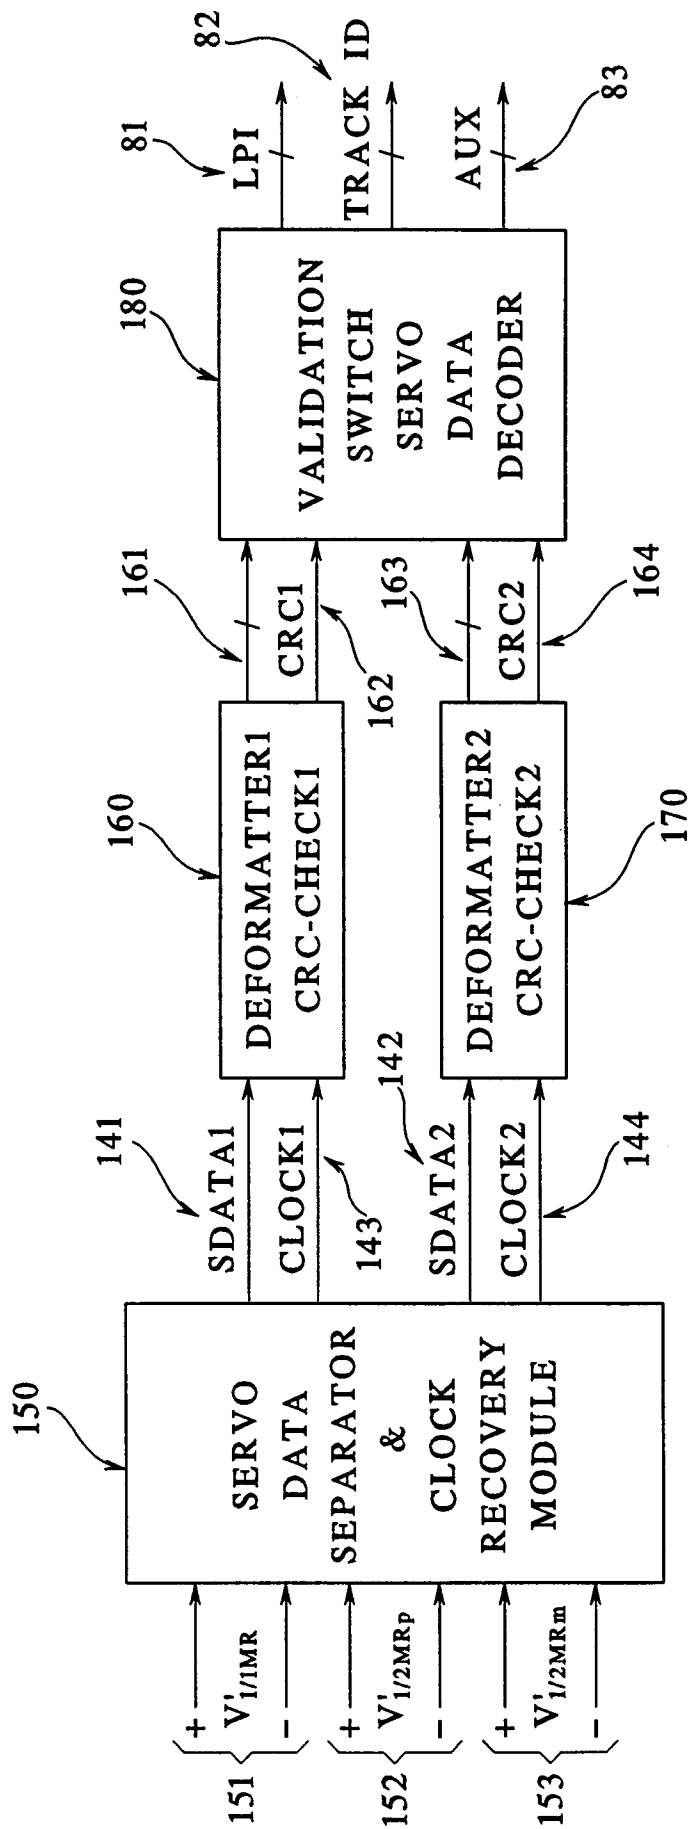 150
SERVO
DATA
SEPARATOR
&
CLOCK
RECOVERY
MODULE
+
V'1/1MR
−
151
+
V'1/2MRp
−
152
+
V'1/2MRm
−
153
141
SDATA1
CLOCK1
143
142
SDATA2
CLOCK2
144
160
DEFORMATTER1
CRC-CHECK1
DEFORMATTER2
CRC-CHECK2
170
161
CRC1
162
163
CRC2
164
180
VALIDATION
SWITCH
SERVO
DATA
DECODER
81
LPI
82
TRACK ID
AUX
83